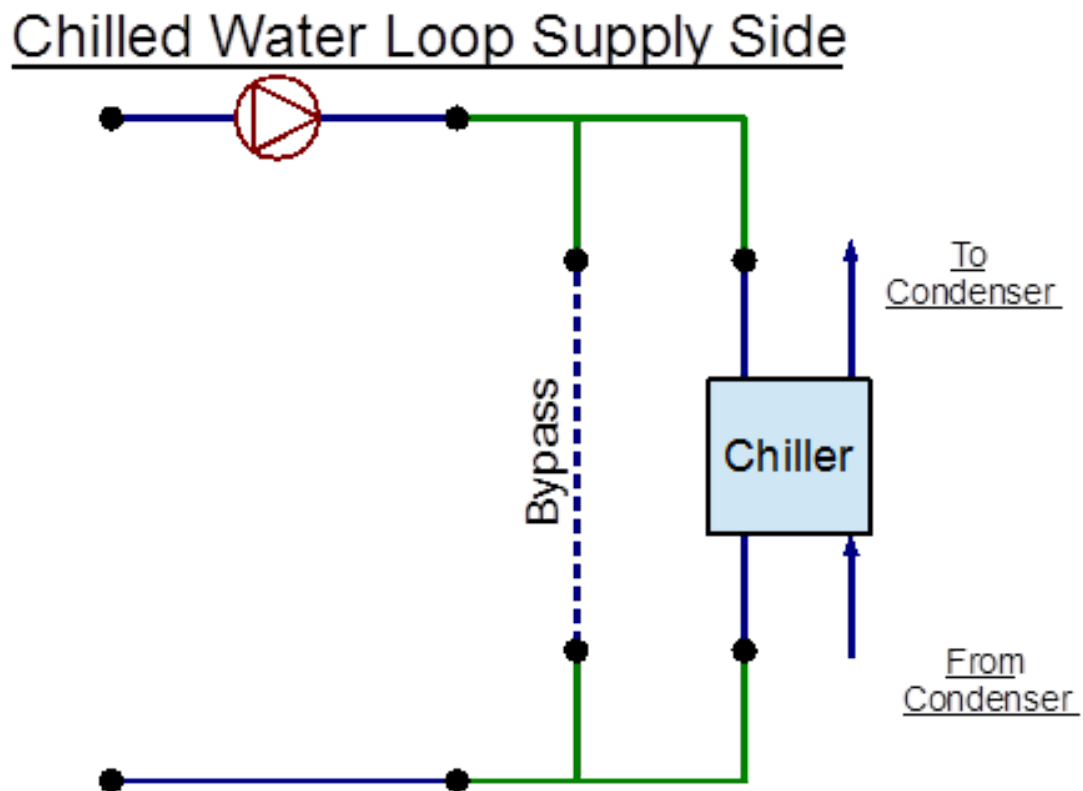 Chilled Water Loop Supply Side
To
Condenser
Bypass
Chiller
From
Condenser